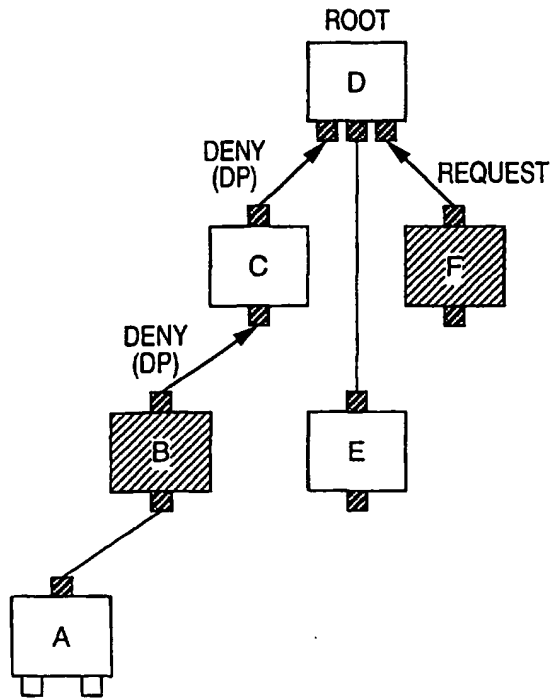 ROOT
D
DENY
(DP)
REQUEST
C
F
DENY
(DP)
B
E
A